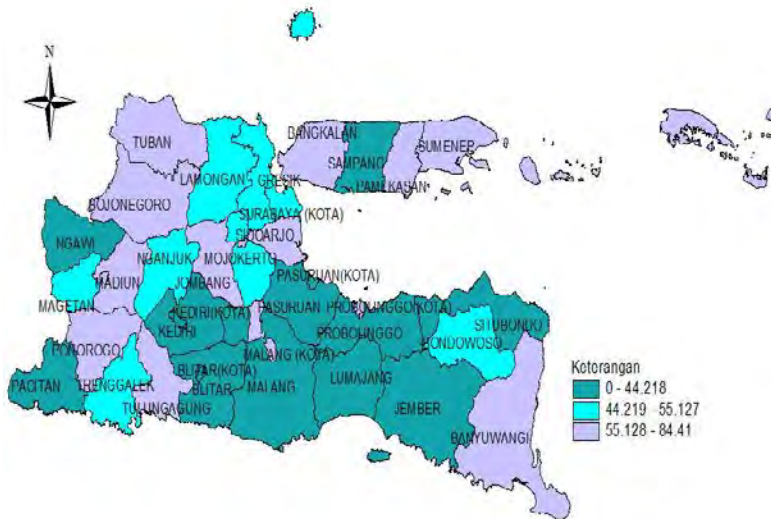 N
TUBAN
BANGKALAN
SUMENEP
SAMPANG
PAMEKASAN
LAMONGAN
GRESIK
BOJONEGORO
SURABAYA (KOTA)
SIDOARJO
NGAWI
NGANJUK
MOJOKERTO
MADIUN
JOMBANG
PASURUAN(KOTA)
MAGETAN
KEDIRI(KOTA)
PASURUAN
PROBOLINGGO(KOTA)
KEDIRI
PROBOLINGGO
SITUBONDO
BONDOWOSO
PONOROGO
MALANG (KOTA)
BLITAR(KOTA)
PACITAN
TRENGGALEK
BLITAR
MALANG
LUMAJANG
TULUNGAGUNG
JEMBER
BANYUWANGI
Keterangan
0 - 44.218
44.219 - 55.127
55.128 - 84.41